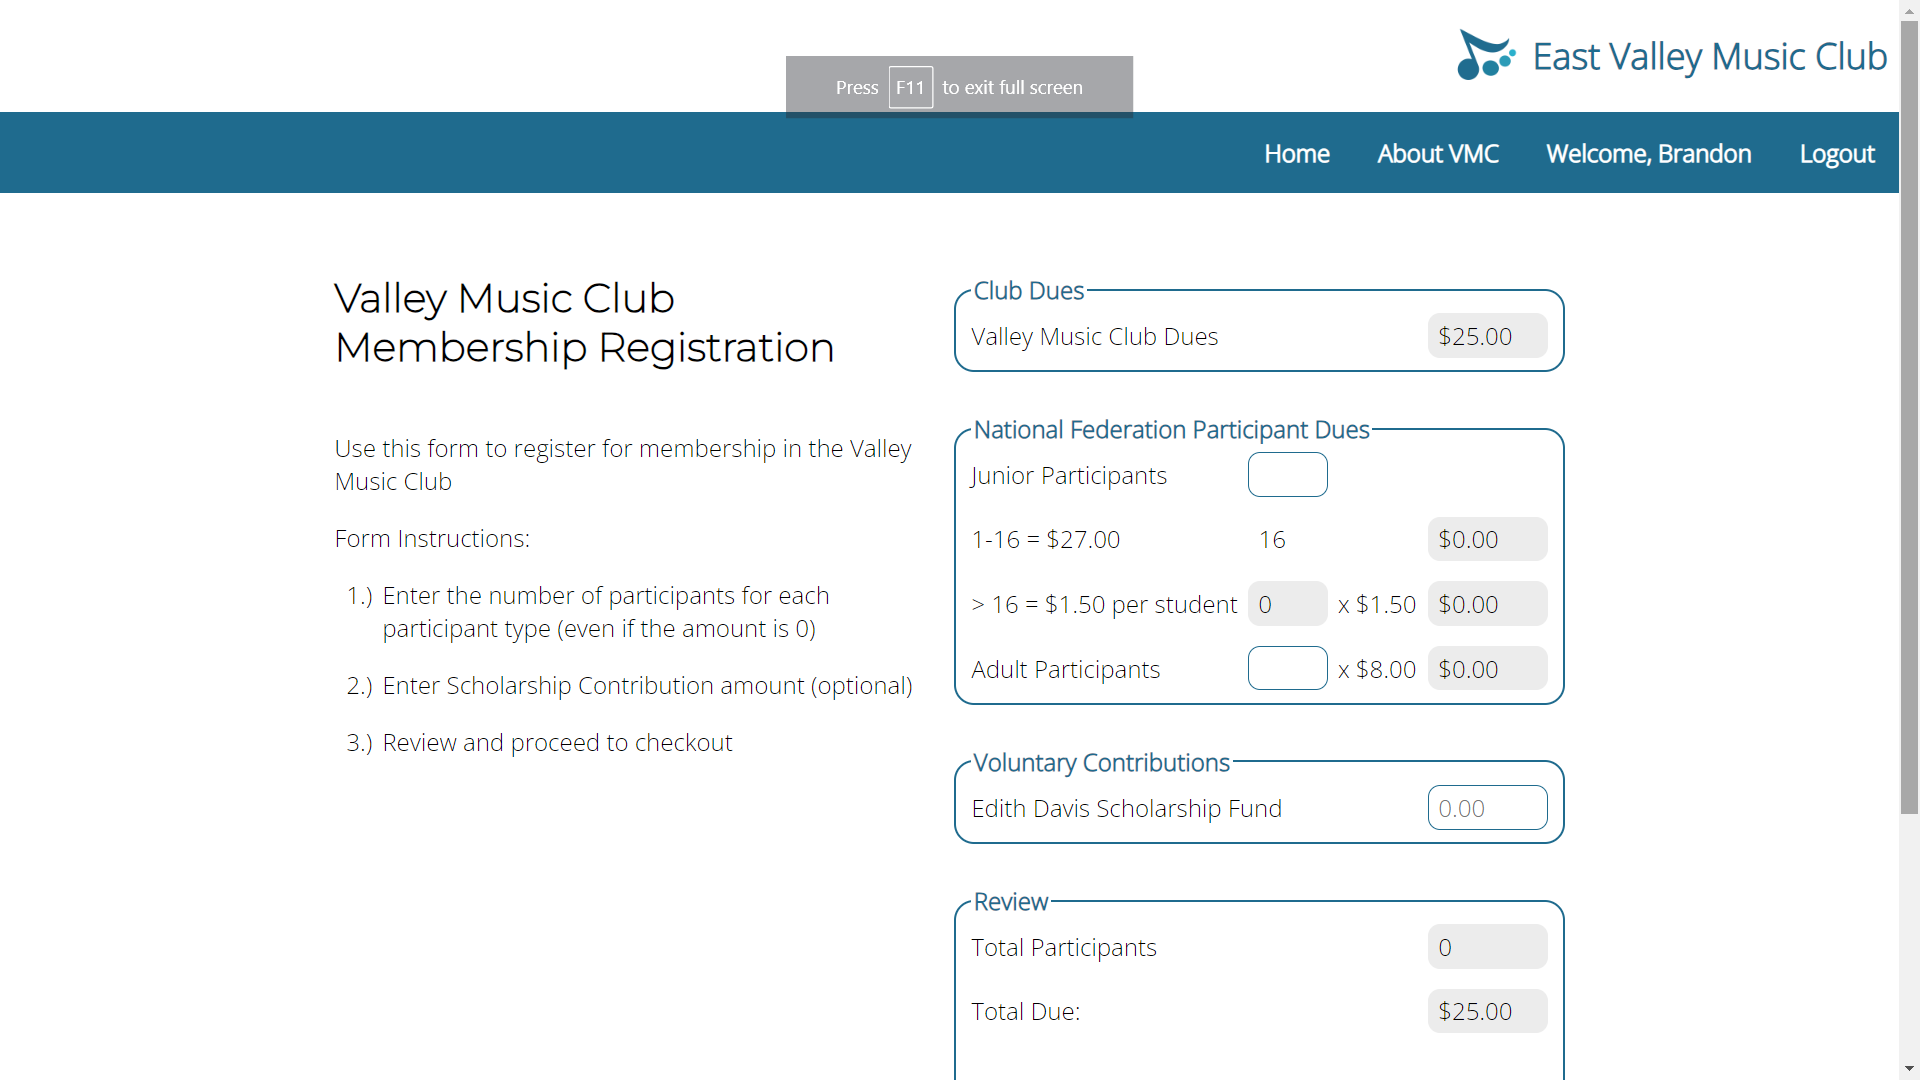 East Valley Music Club
Press F11 to exit full screen
Home About VMC Welcome, Brandon Logout
Valley Music Club
Membership Registration
Use this form to register for membership in the Valley
Music Club
Form Instructions:
1.) Enter the number of participants for each
participant type (even if the amount is 0)
2.) Enter Scholarship Contribution amount (optional)
3.) Review and proceed to checkout
Club Dues
Valley Music Club Dues $25.00
National Federation Participant Dues
Junior Participants
1-16 = $27.00 16 $0.00
> 16 = $1.50 per student 0 x $1.50 $0.00
Adult Participants x $8.00 $0.00
Voluntary Contributions
Edith Davis Scholarship Fund 0.00
Review
Total Participants 0
Total Due: $25.00